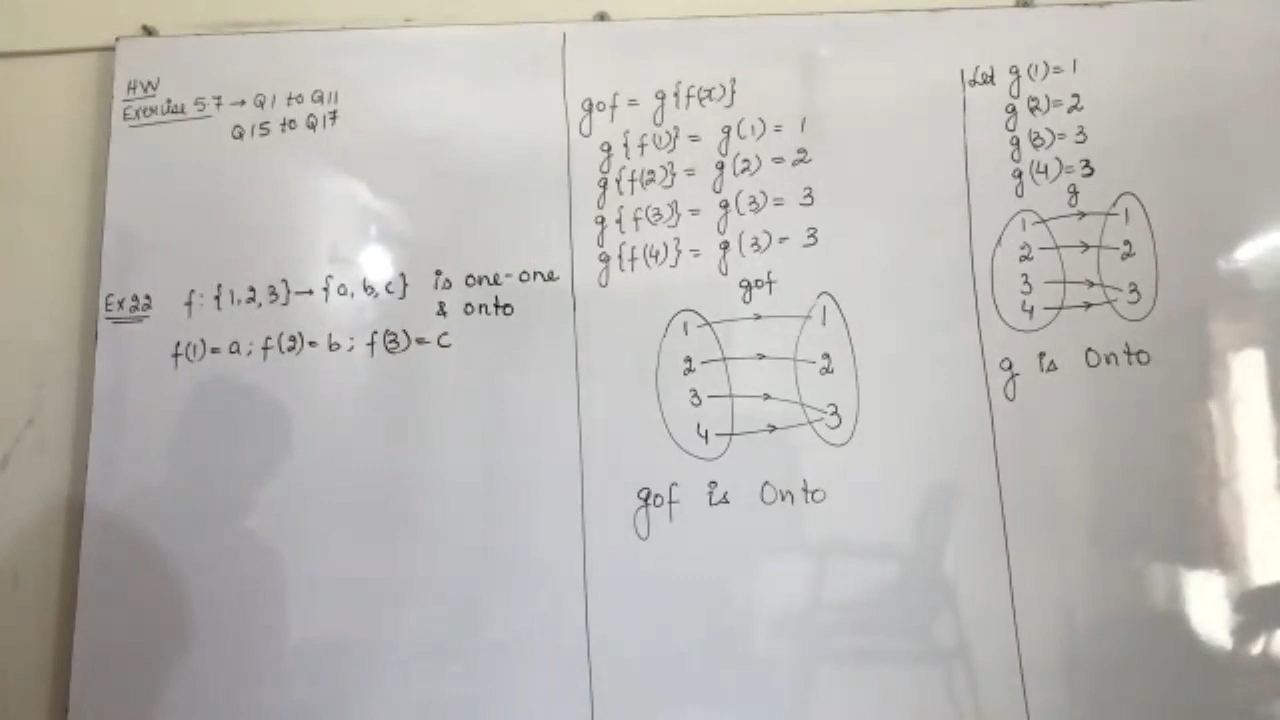 HW
Exercise 5.7 → Q1 to Q11
Q15 to Q17
Ex 22 f: {1,2,3} → {a, b, c} is one-one
& onto
f(1) = a ; f(2) = b ; f(3) = c
gof = g{f(x)}
g{f(1)} = g(1) = 1
g{f(2)} = g(2) = 2
g{f(3)} = g(3) = 3
g{f(4)} = g(3) = 3
gof
1 1
2 2
3 3
4
gof is Onto
Let g(1) = 1
g(2) = 2
g(3) = 3
g(4) = 3
g
1 1
2 2
3 3
4
g is Onto